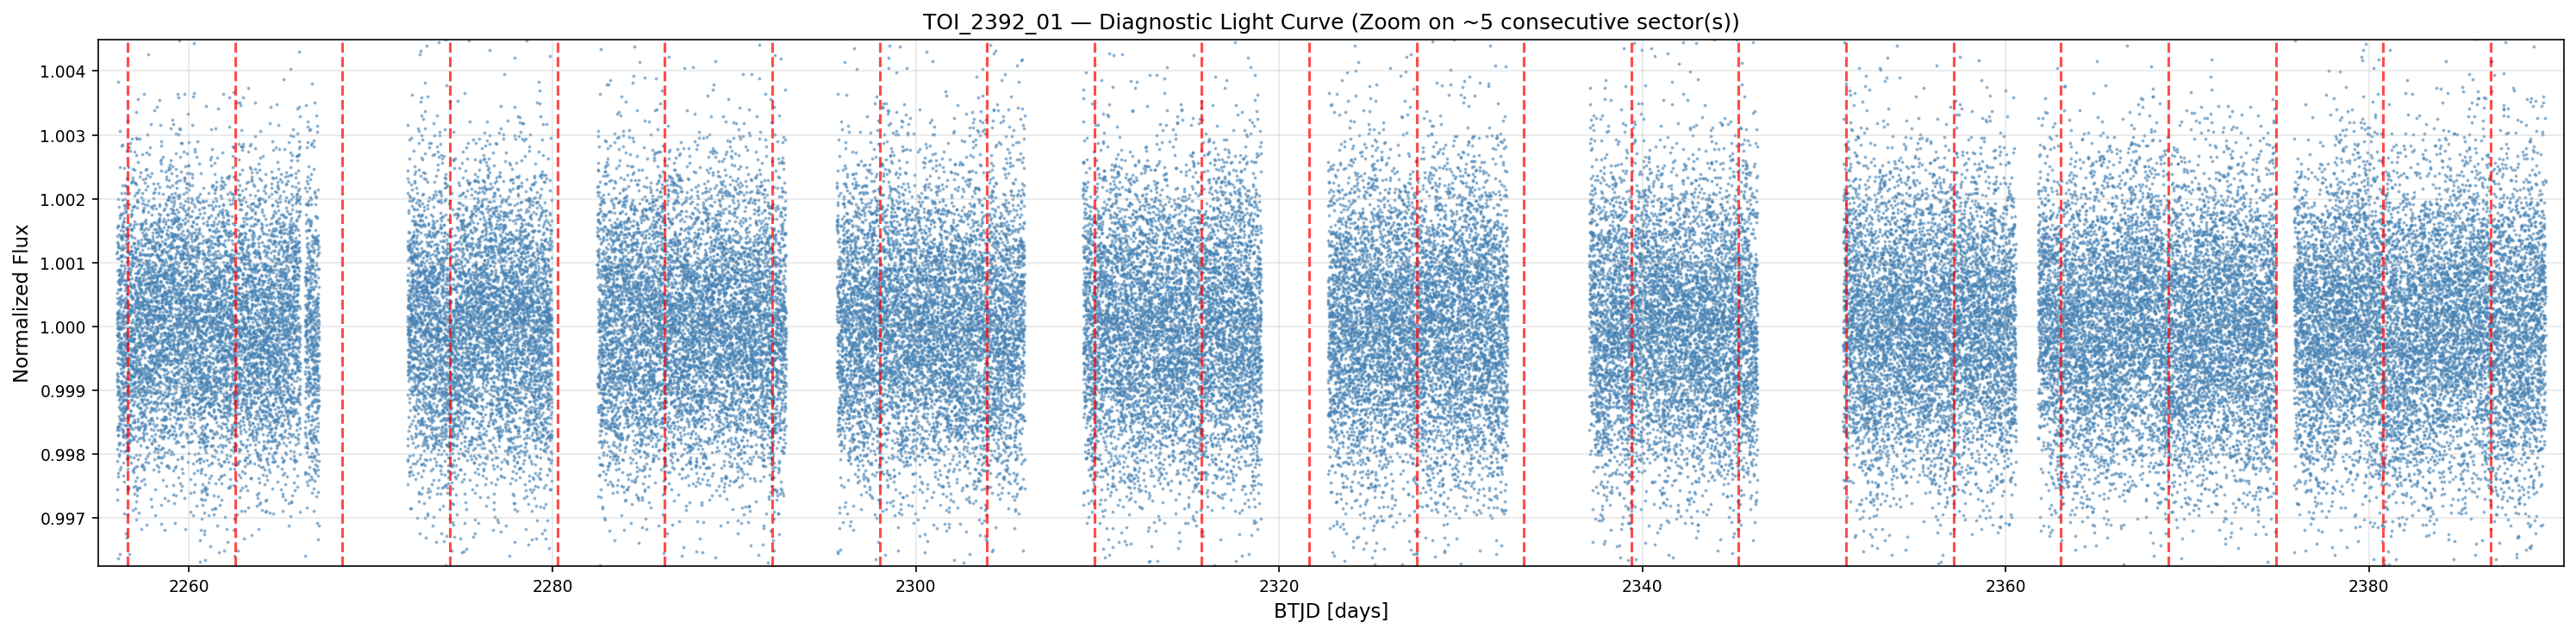 TOI_2392_01 — Diagnostic Light Curve (Zoom on ~5 consecutive sector(s))
Normalized Flux
1.004
1.003
1.002
1.001
1.000
0.999
0.998
0.997
2260 2280 2300 2320 2340 2360 2380
BTJD [days]